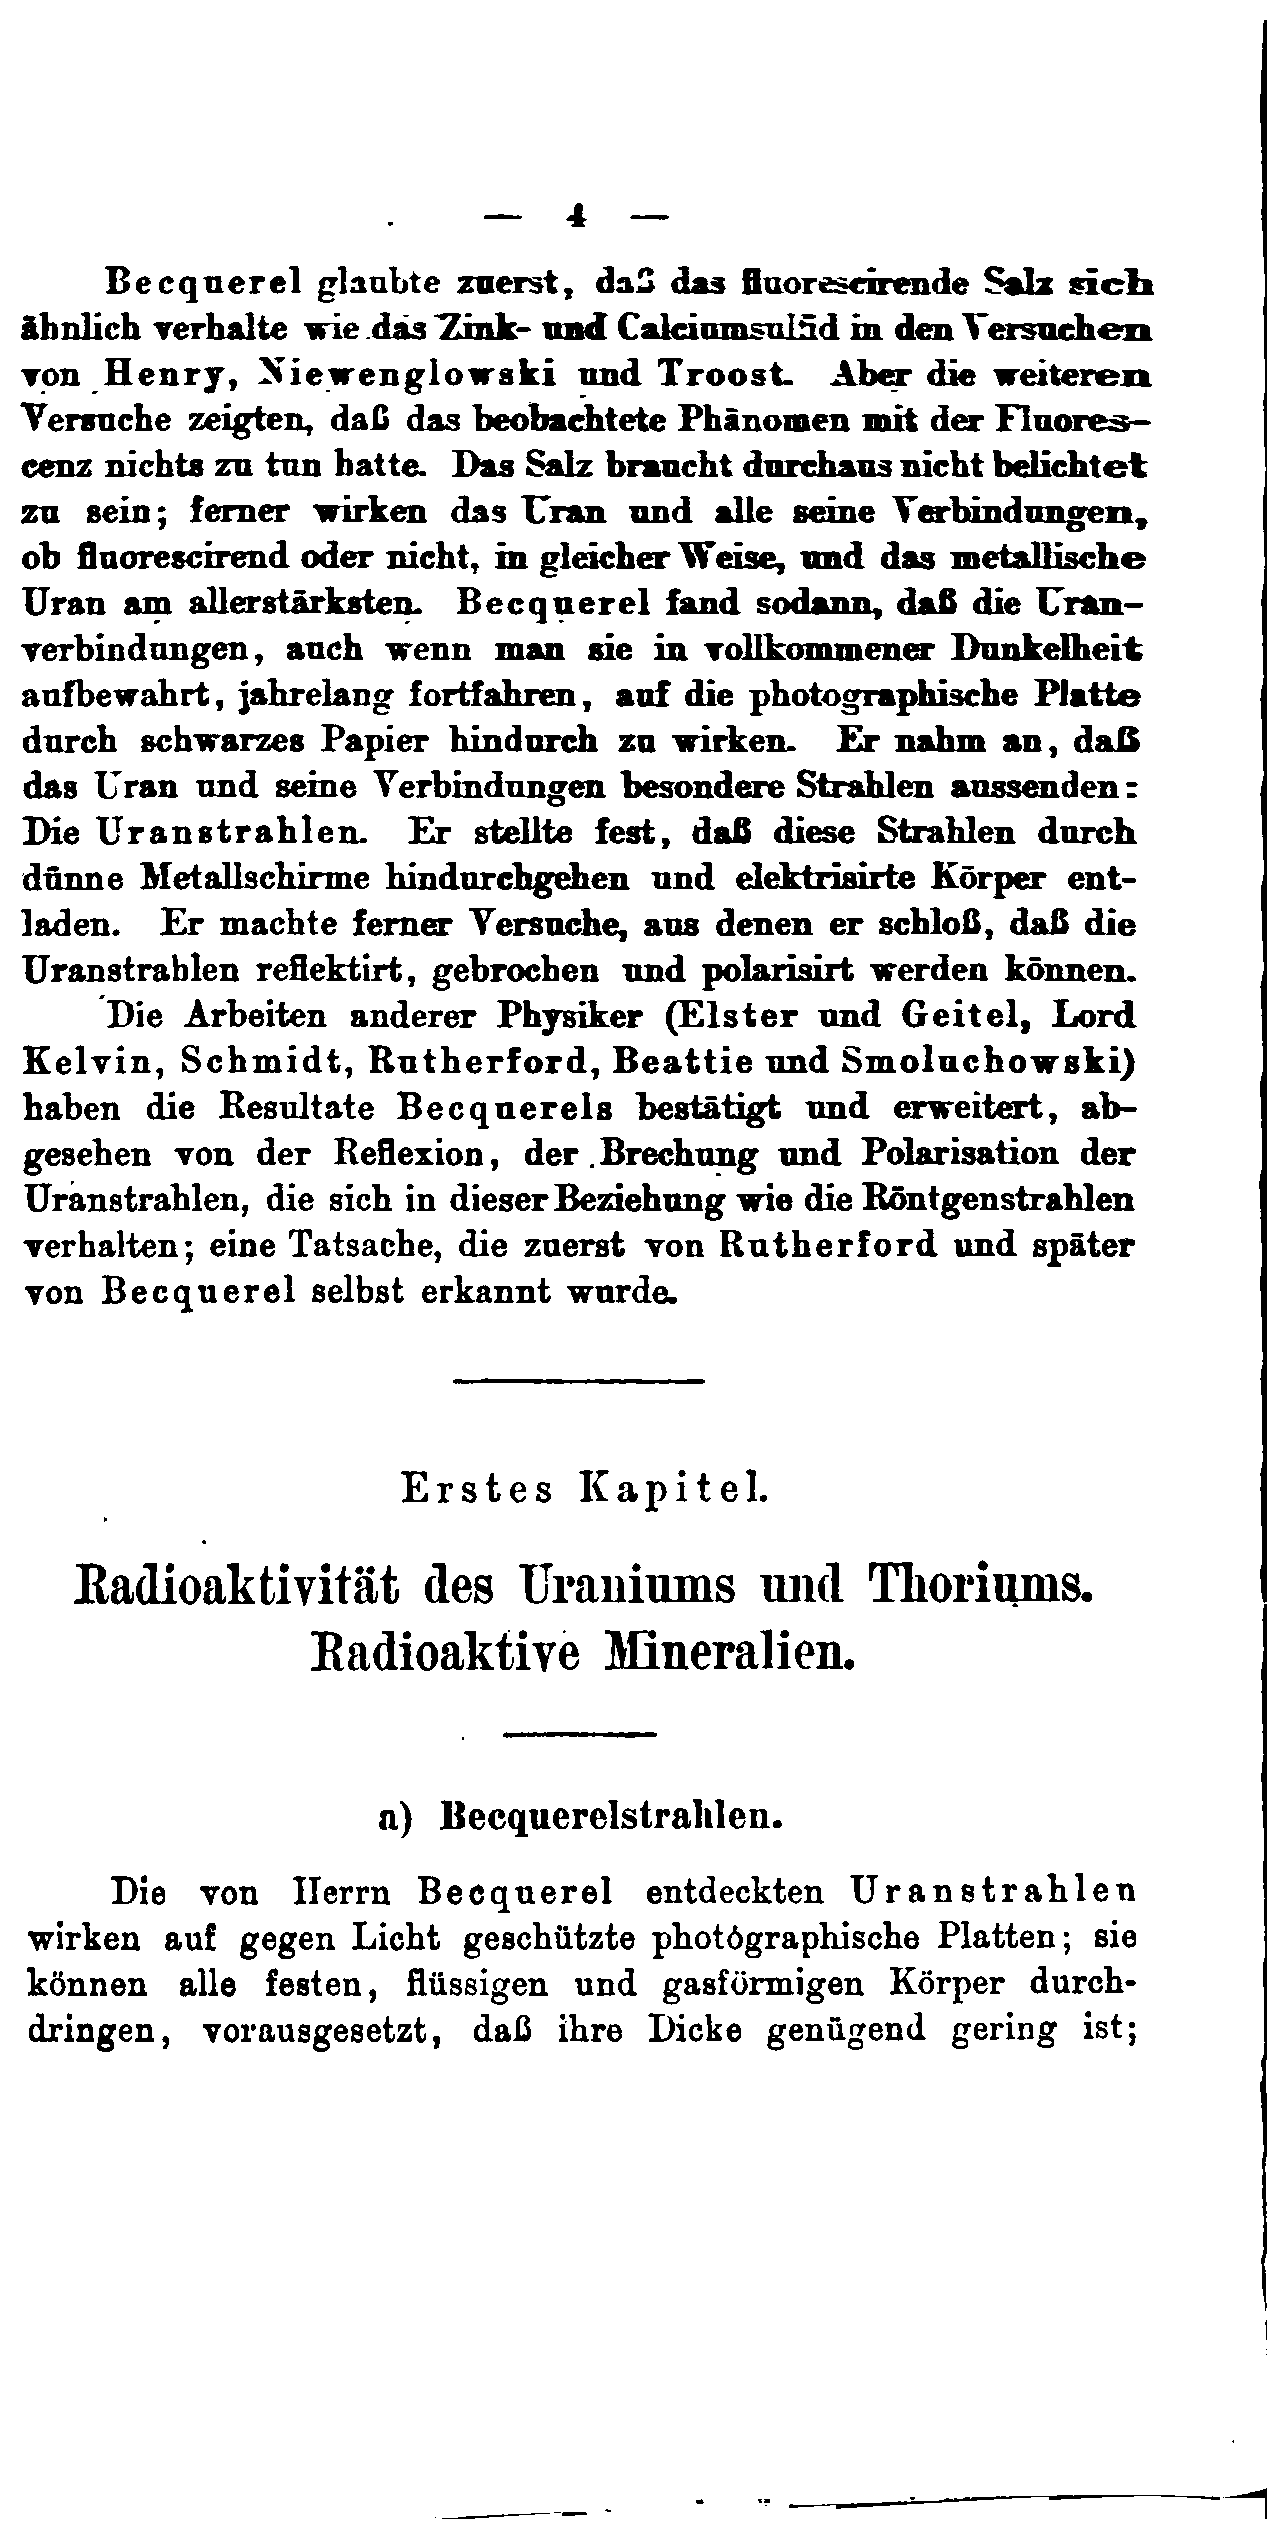 — 4 —
Becquerel glaubte zuerst, daß das fluorescirende Salz sich
ähnlich verhalte wie das Zink- und Calciumsulfid in den Versuchen
von Henry, Niewenglowski und Troost. Aber die weiteren
Versuche zeigten, daß das beobachtete Phänomen mit der Fluores-
cenz nichts zu tun hatte. Das Salz braucht durchaus nicht belichtet
zu sein; ferner wirken das Uran und alle seine Verbindungen,
ob fluorescirend oder nicht, in gleicher Weise, und das metallische
Uran am allerstärksten. Becquerel fand sodann, daß die Uran-
verbindungen, auch wenn man sie in vollkommener Dunkelheit
aufbewahrt, jahrelang fortfahren, auf die photographische Platte
durch schwarzes Papier hindurch zu wirken. Er nahm an, daß
das Uran und seine Verbindungen besondere Strahlen aussenden:
Die Uranstrahlen. Er stellte fest, daß diese Strahlen durch
dünne Metallschirme hindurchgehen und elektrisirte Körper ent-
laden. Er machte ferner Versuche, aus denen er schloß, daß die
Uranstrahlen reflektirt, gebrochen und polarisirt werden können.
Die Arbeiten anderer Physiker (Elster und Geitel, Lord
Kelvin, Schmidt, Rutherford, Beattie und Smoluchowski)
haben die Resultate Becquerels bestätigt und erweitert, ab-
gesehen von der Reflexion, der Brechung und Polarisation der
Uranstrahlen, die sich in dieser Beziehung wie die Röntgenstrahlen
verhalten; eine Tatsache, die zuerst von Rutherford und später
von Becquerel selbst erkannt wurde.
Erstes Kapitel.
Radioaktivität des Uraniums und Thoriums.
Radioaktive Mineralien.
a) Becquerelstrahlen.
Die von Herrn Becquerel entdeckten Uranstrahlen
wirken auf gegen Licht geschützte photographische Platten; sie
können alle festen, flüssigen und gasförmigen Körper durch-
dringen, vorausgesetzt, daß ihre Dicke genügend gering ist;